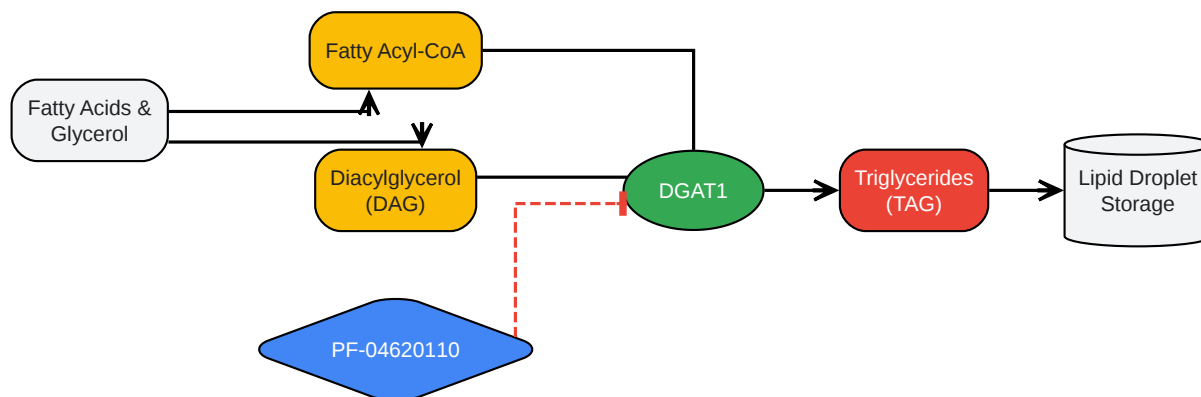 Fatty Acyl-CoA
Fatty Acids &
Glycerol
Diacylglycerol
(DAG)
DGAT1
Triglycerides
(TAG)
Lipid Droplet
Storage
PF-04620110